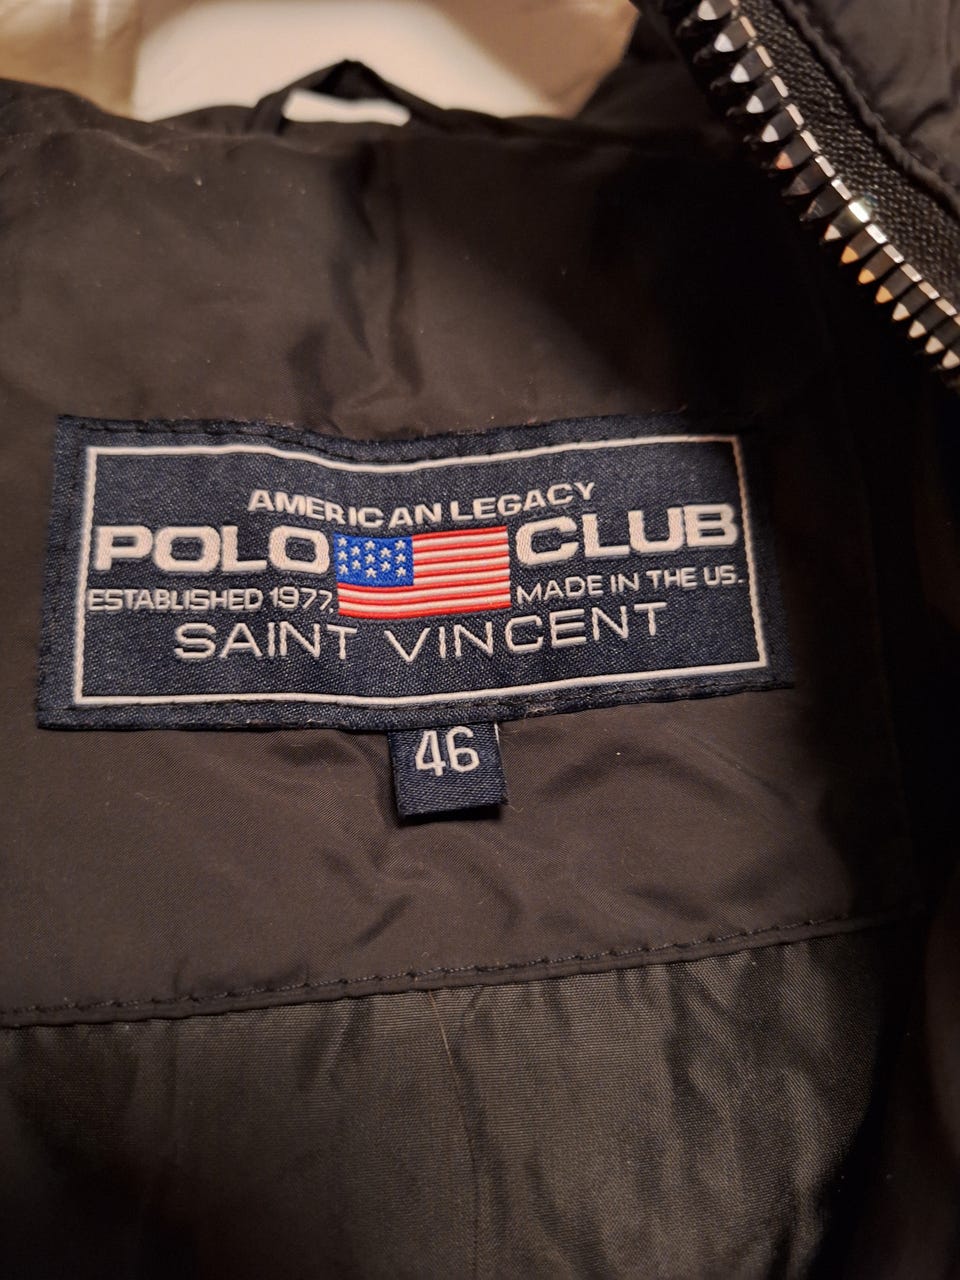 AMERICAN LEGACY
POLO CLUB
ESTABLISHED 1977. MADE IN THE US.
SAINT VINCENT
46